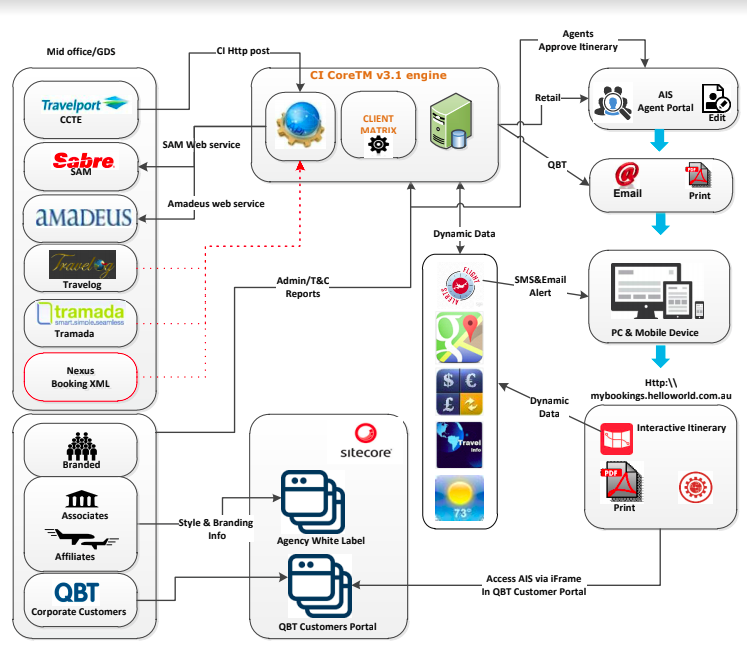 Mid office/GDS
Travelport
CCTE
Sabre
SAM
aMADEUS
Travelog
Travelog
tramada
smart.simple.seamless
Tramada
Nexus
Booking XML
CI Http post
SAM Web service
Amadeus web service
CI CoreTM v3.1 engine
CLIENT
MATRIX
Agents
Approve Itinerary
Retail
QBT
AIS
Agent Portal
Edit
Email
PDF
Print
Dynamic Data
FLIGHT
ALERTS
SMS&Email
Alert
PC & Mobile Device
Http:\\
mybookings.helloworld.com.au
Admin/T&C
Reports
$ €
£
Travel
Info
73°
Dynamic
Data
Interactive Itinerary
PDF
Print
Branded
Associates
Affiliates
QBT
Corporate Customers
Style & Branding
Info
sitecore
Agency White Label
QBT Customers Portal
Access AIS via iFrame
In QBT Customer Portal